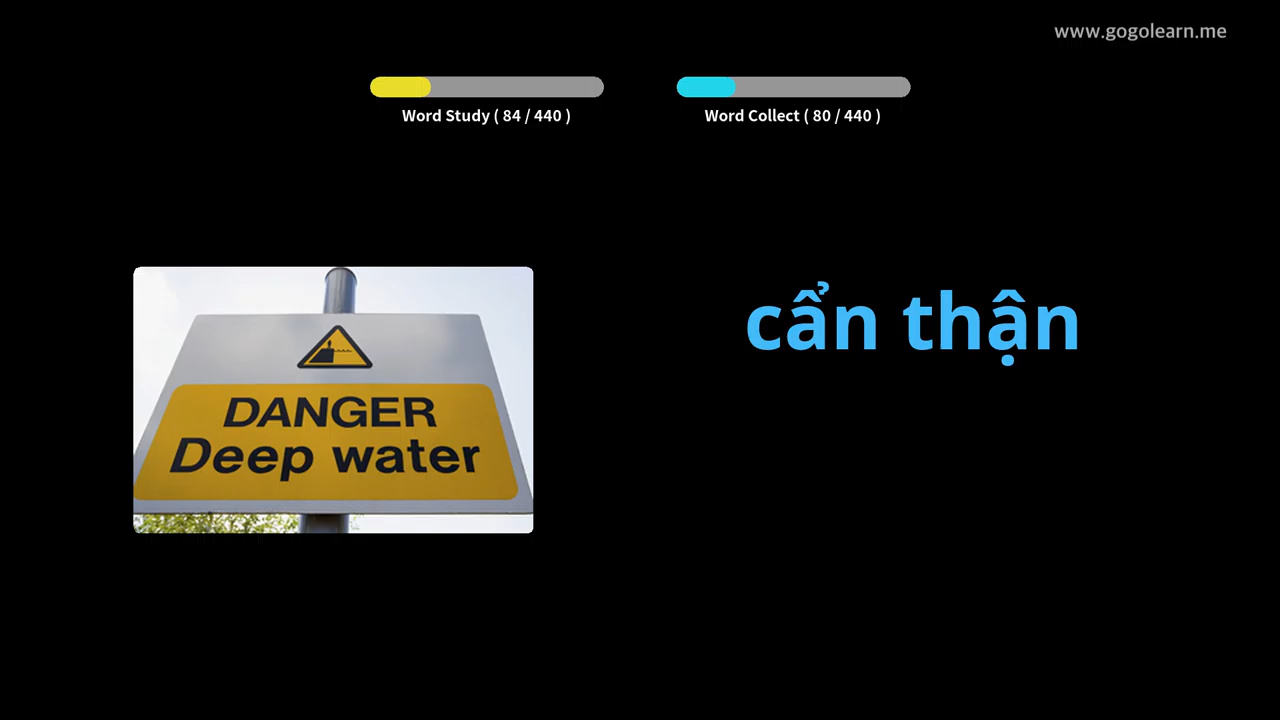 www.gogolearn.me
Word Study ( 84 / 440 )
Word Collect ( 80 / 440 )
cẩn thận
DANGER
Deep water